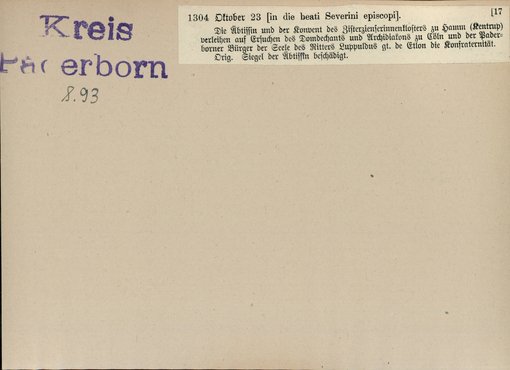 Kreis
Paderborn
8.93
1304 Oktober 23 [in die beati Severini episcopi]. [17
Die Äbtissin und der Konvent des Zisterzienserinnenklosters zu Hamm (Kentrup)
verleihen auf Ersuchen des Domdechants und Archidiakons zu Cöln und der Pader-
borner Bürger der Seele des Ritters Luppuldus gt. de Etlon die Konfraternität.
Orig. Siegel der Äbtissin beschädigt.